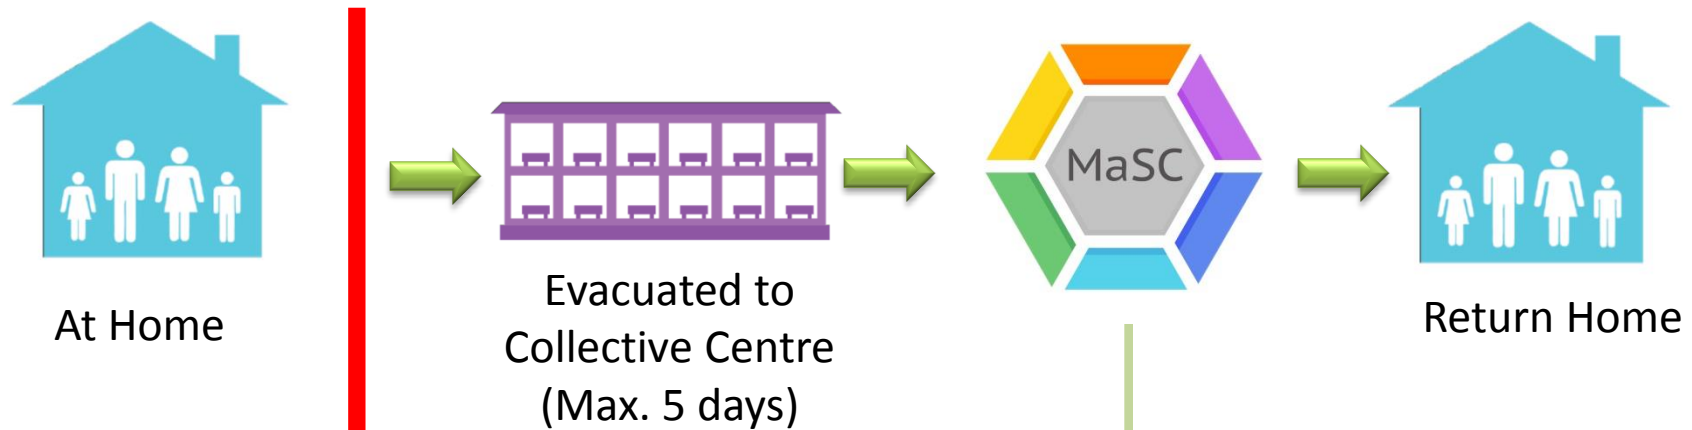 At Home
Evacuated to
Collective Centre
(Max. 5 days)
MaSC
Return Home